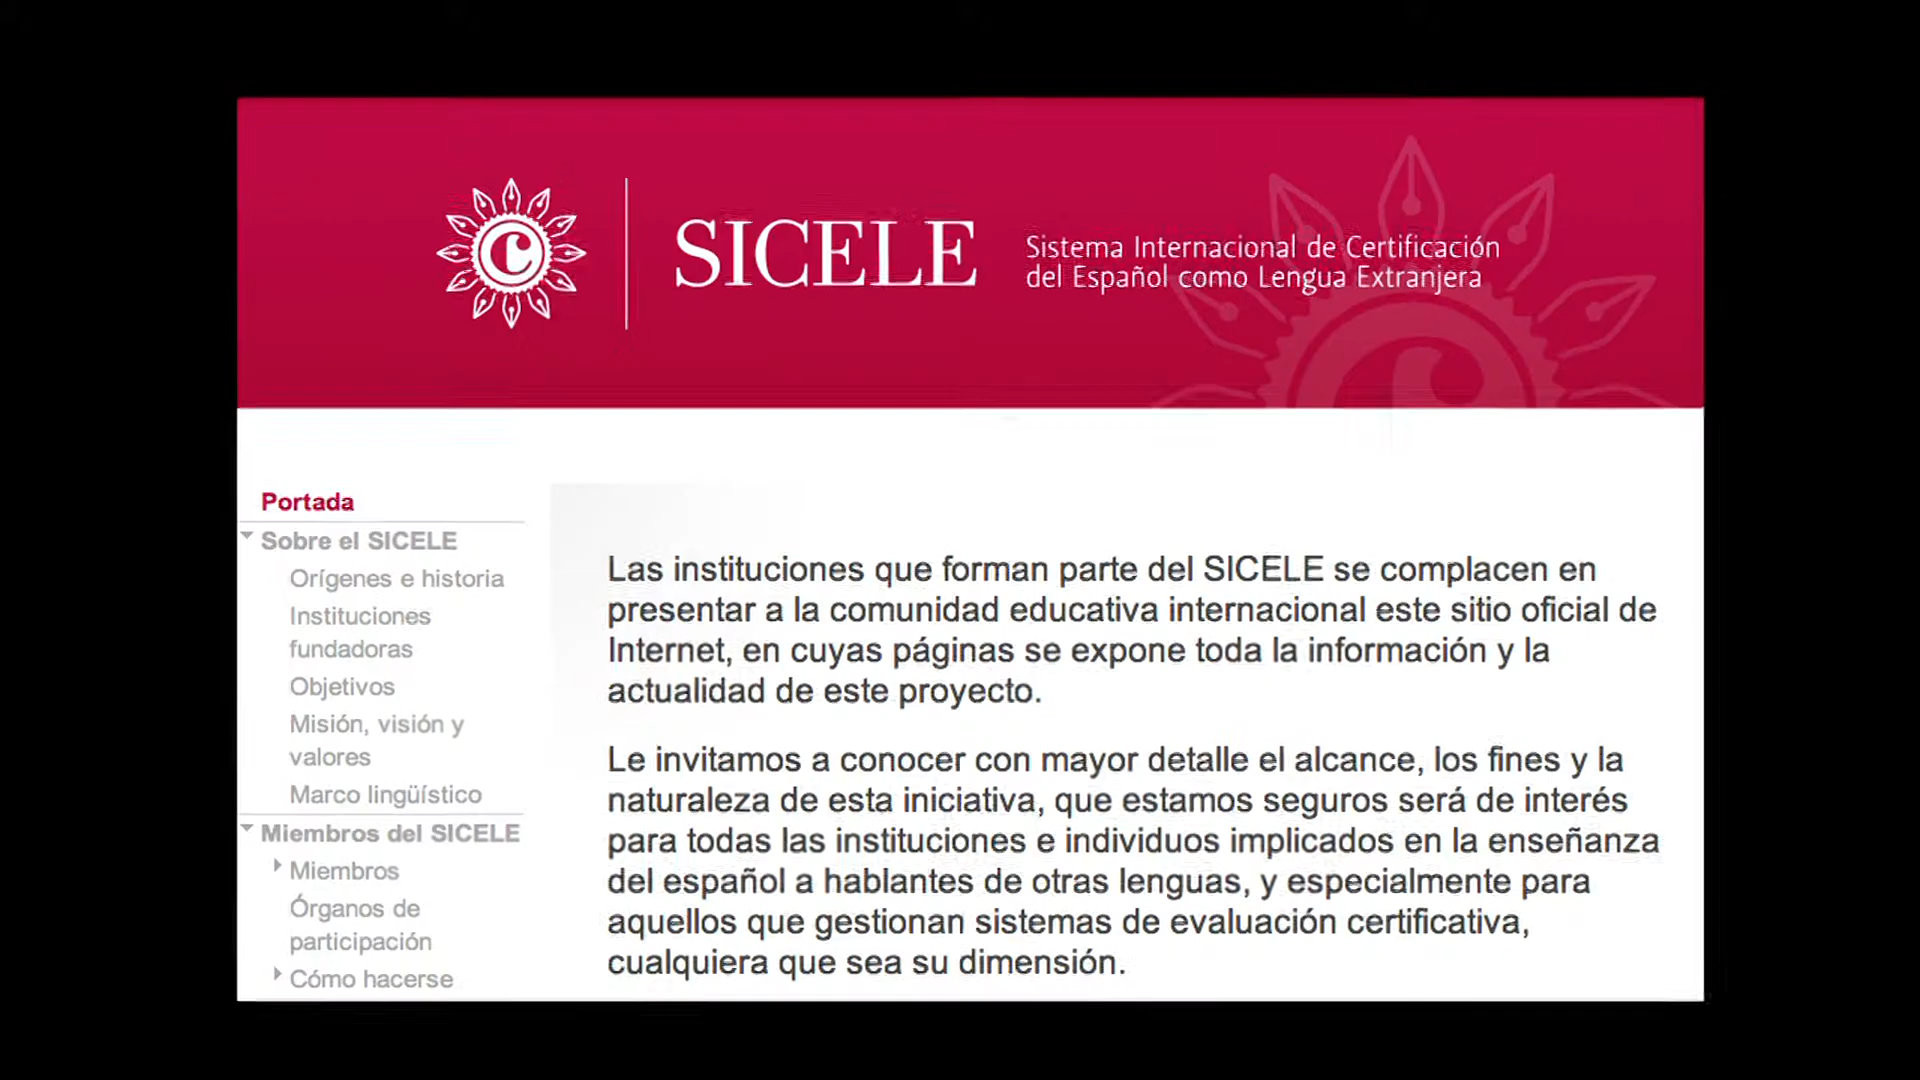 SICELE
Sistema Internacional de Certificación
del Español como Lengua Extranjera
Portada
Sobre el SICELE
Orígenes e historia
Instituciones
fundadoras
Objetivos
Misión, visión y
valores
Marco lingüístico
Miembros del SICELE
Miembros
Órganos de
participación
Cómo hacerse
Las instituciones que forman parte del SICELE se complacen en
presentar a la comunidad educativa internacional este sitio oficial de
Internet, en cuyas páginas se expone toda la información y la
actualidad de este proyecto.
Le invitamos a conocer con mayor detalle el alcance, los fines y la
naturaleza de esta iniciativa, que estamos seguros será de interés
para todas las instituciones e individuos implicados en la enseñanza
del español a hablantes de otras lenguas, y especialmente para
aquellos que gestionan sistemas de evaluación certificativa,
cualquiera que sea su dimensión.